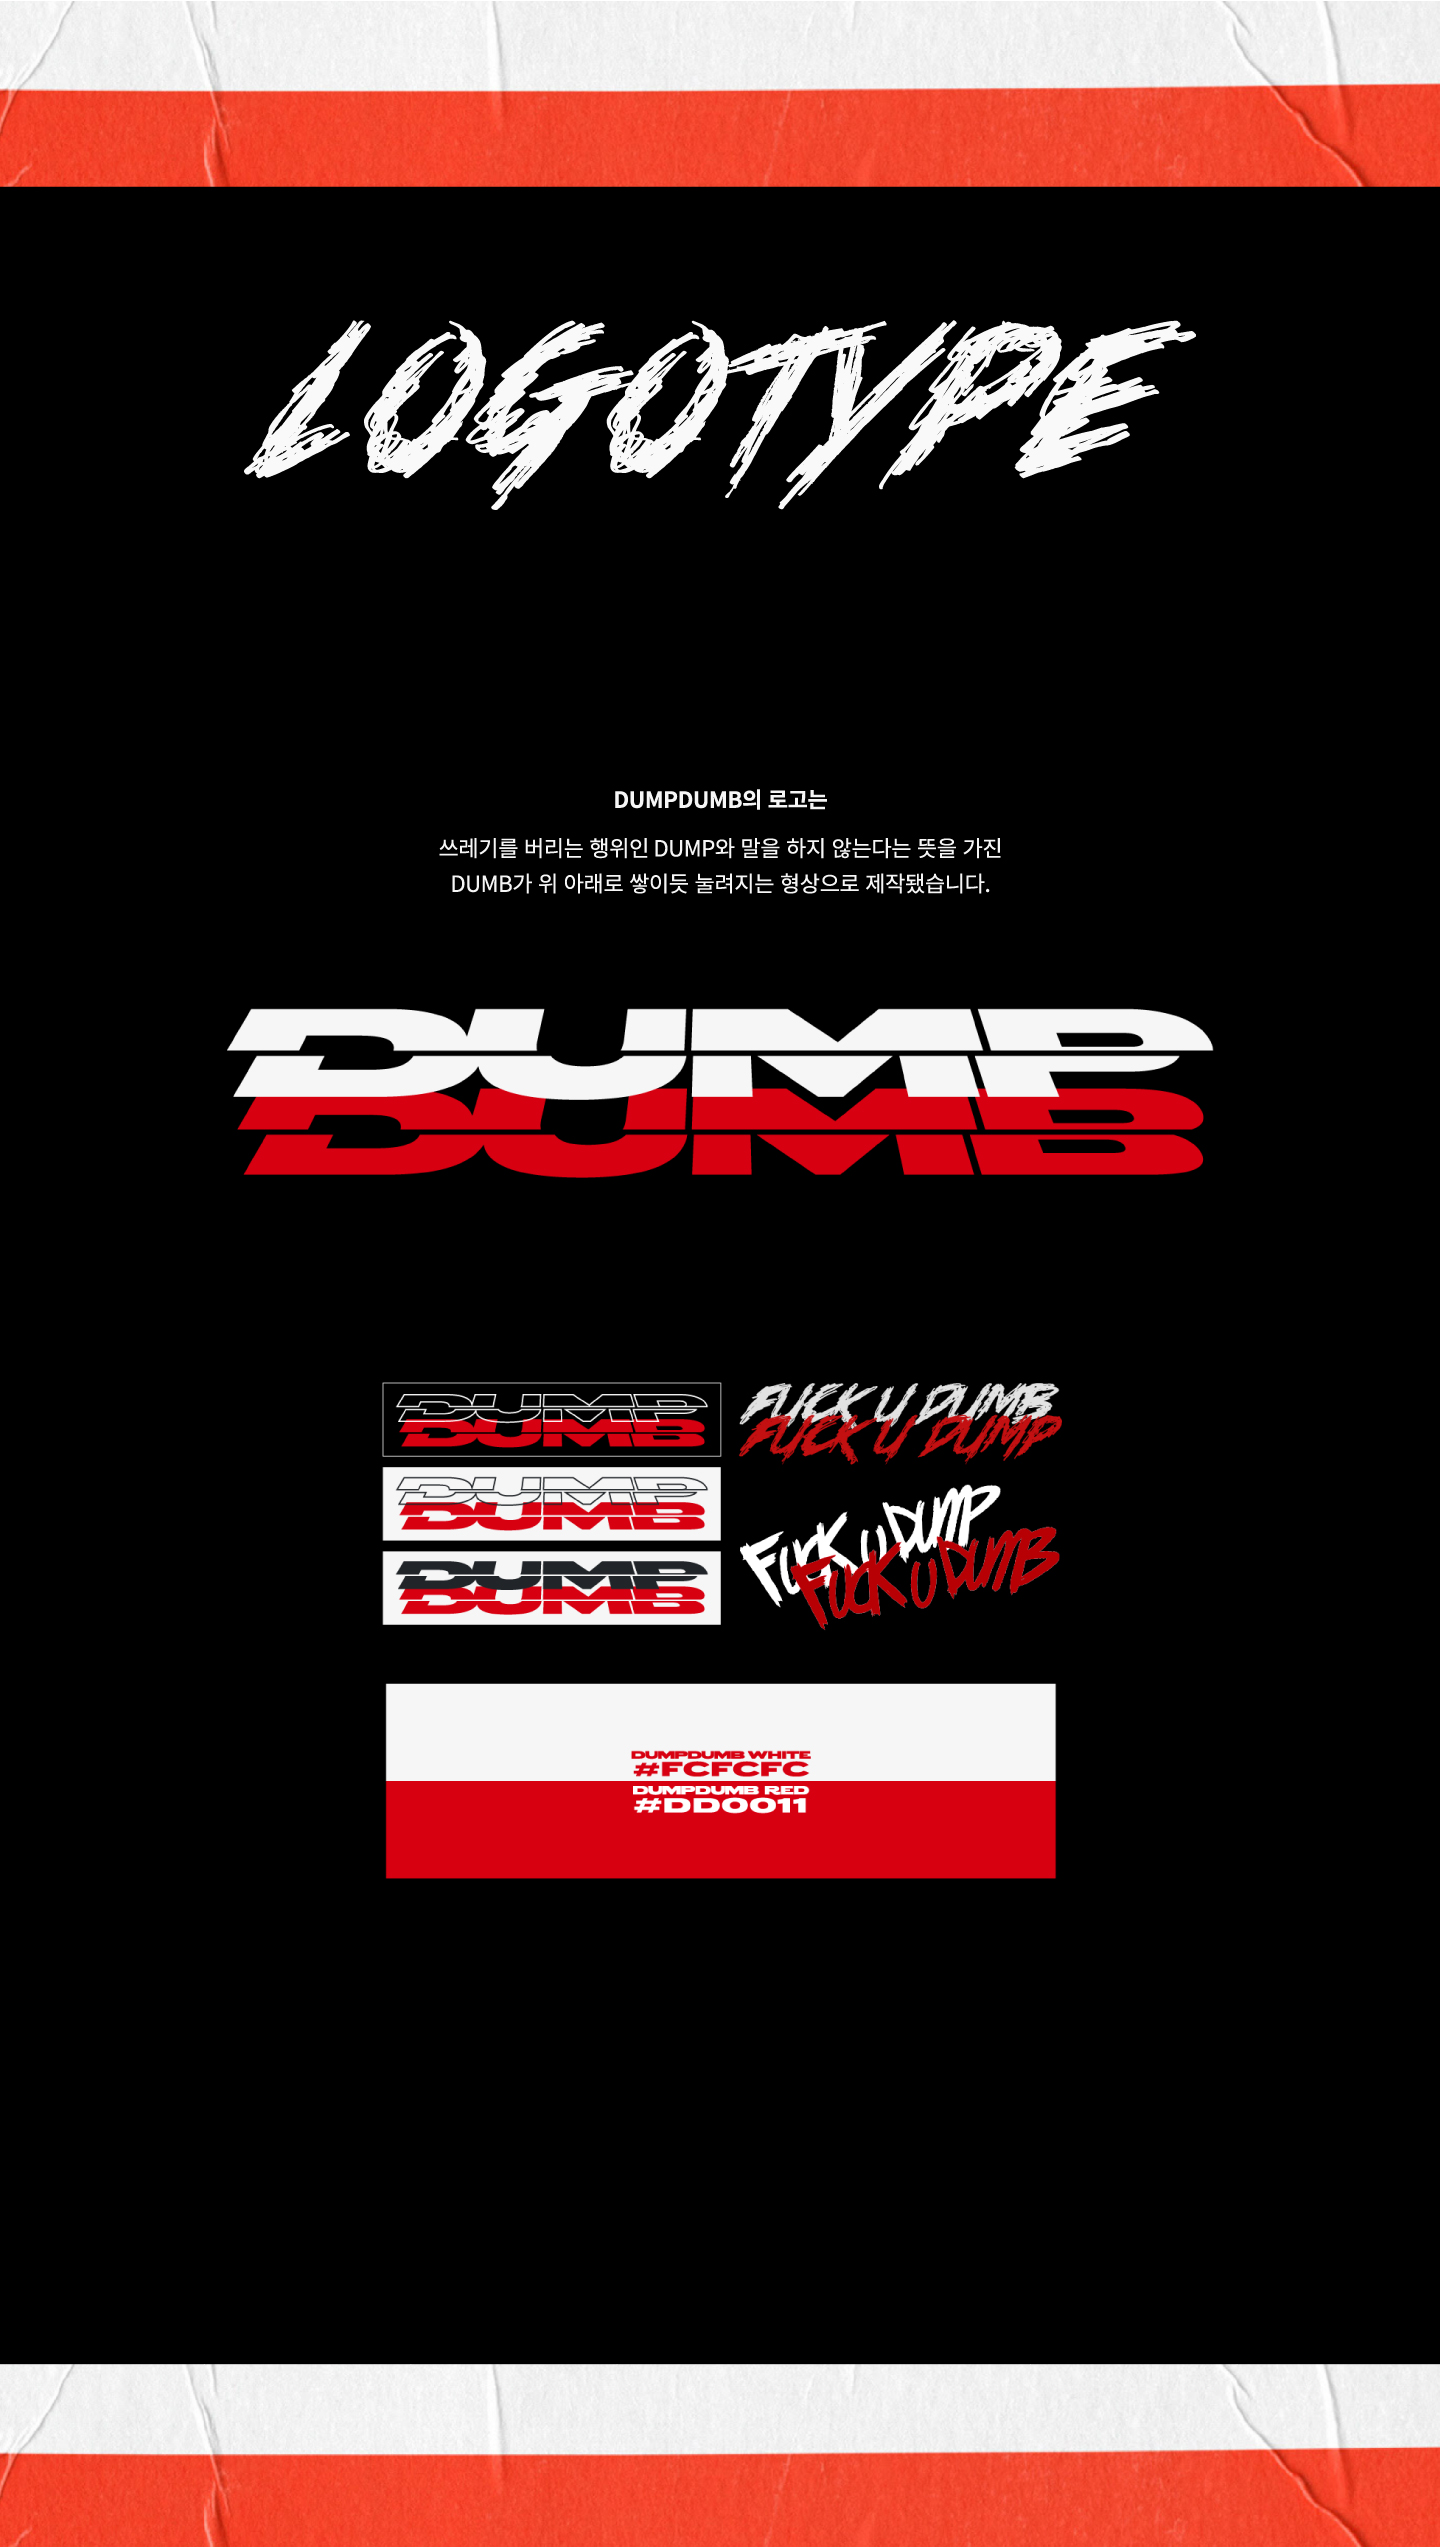 LOGOTYPE
DUMPDUMB의 로고는
쓰레기를 버리는 행위인 DUMP와 말을 하지 않는다는 뜻을 가진
DUMB가 위 아래로 쌓이듯 눌려지는 형상으로 제작됐습니다.
DUMP
DUMB
DUMP
DUMB
DUMP
DUMB
DUMP
DUMB
FUCK U DUMB
FUCK U DUMP
FUCK U DUMP
FUCK U DUMB
DUMPDUMB WHITE
#FCFCFC
DUMPDUMB RED
#DD0011